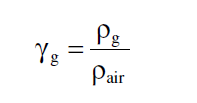 γg = ρg / ρair